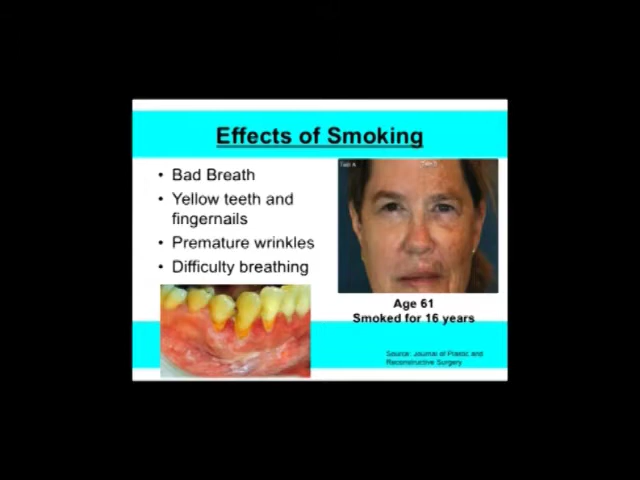 Effects of Smoking
• Bad Breath
• Yellow teeth and
fingernails
• Premature wrinkles
• Difficulty breathing
Age 61
Smoked for 16 years
Source: Journal of Plastic and
Reconstructive Surgery